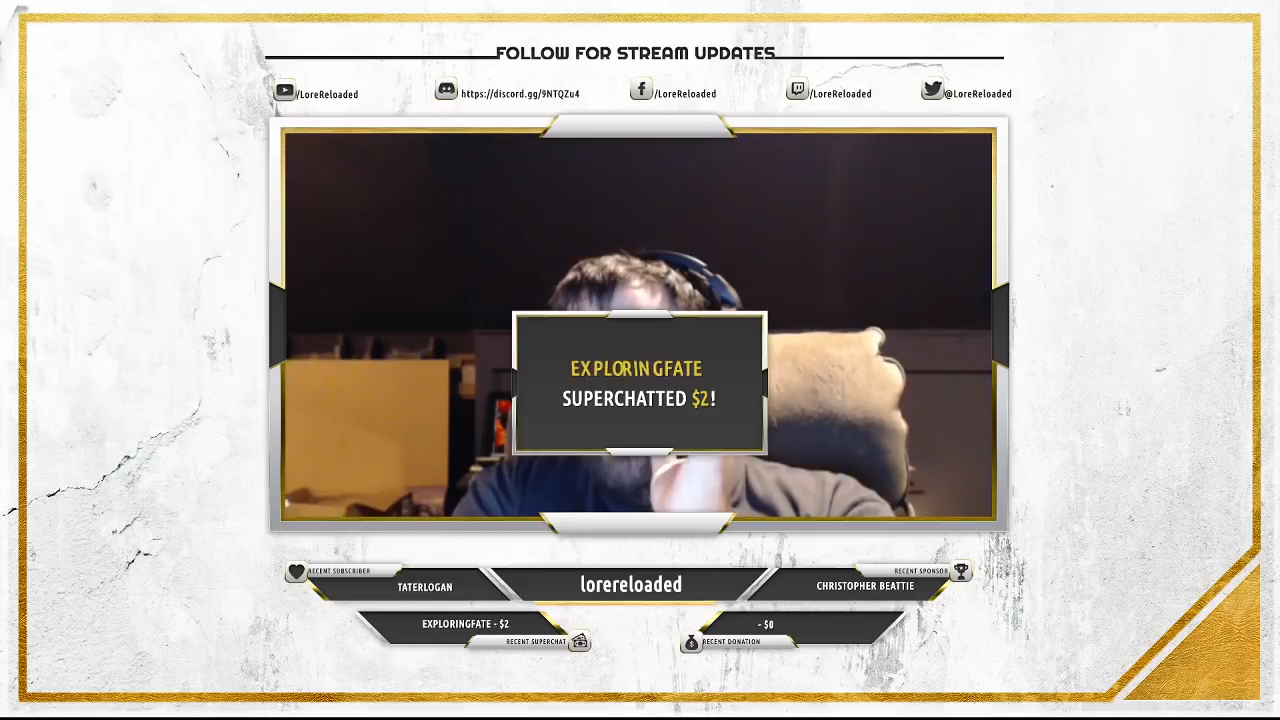 FOLLOW FOR STREAM UPDATES
/LoreReloaded
https://discord.gg/9NTQZu4
/LoreReloaded
/LoreReloaded
@LoreReloaded
EXPLORINGFATE
SUPERCHATTED $2!
RECENT SUBSCRIBER
TATERLOGAN
lorereloaded
RECENT SPONSOR
CHRISTOPHER BEATTIE
EXPLORINGFATE - $2
RECENT SUPERCHAT
- $0
RECENT DONATION